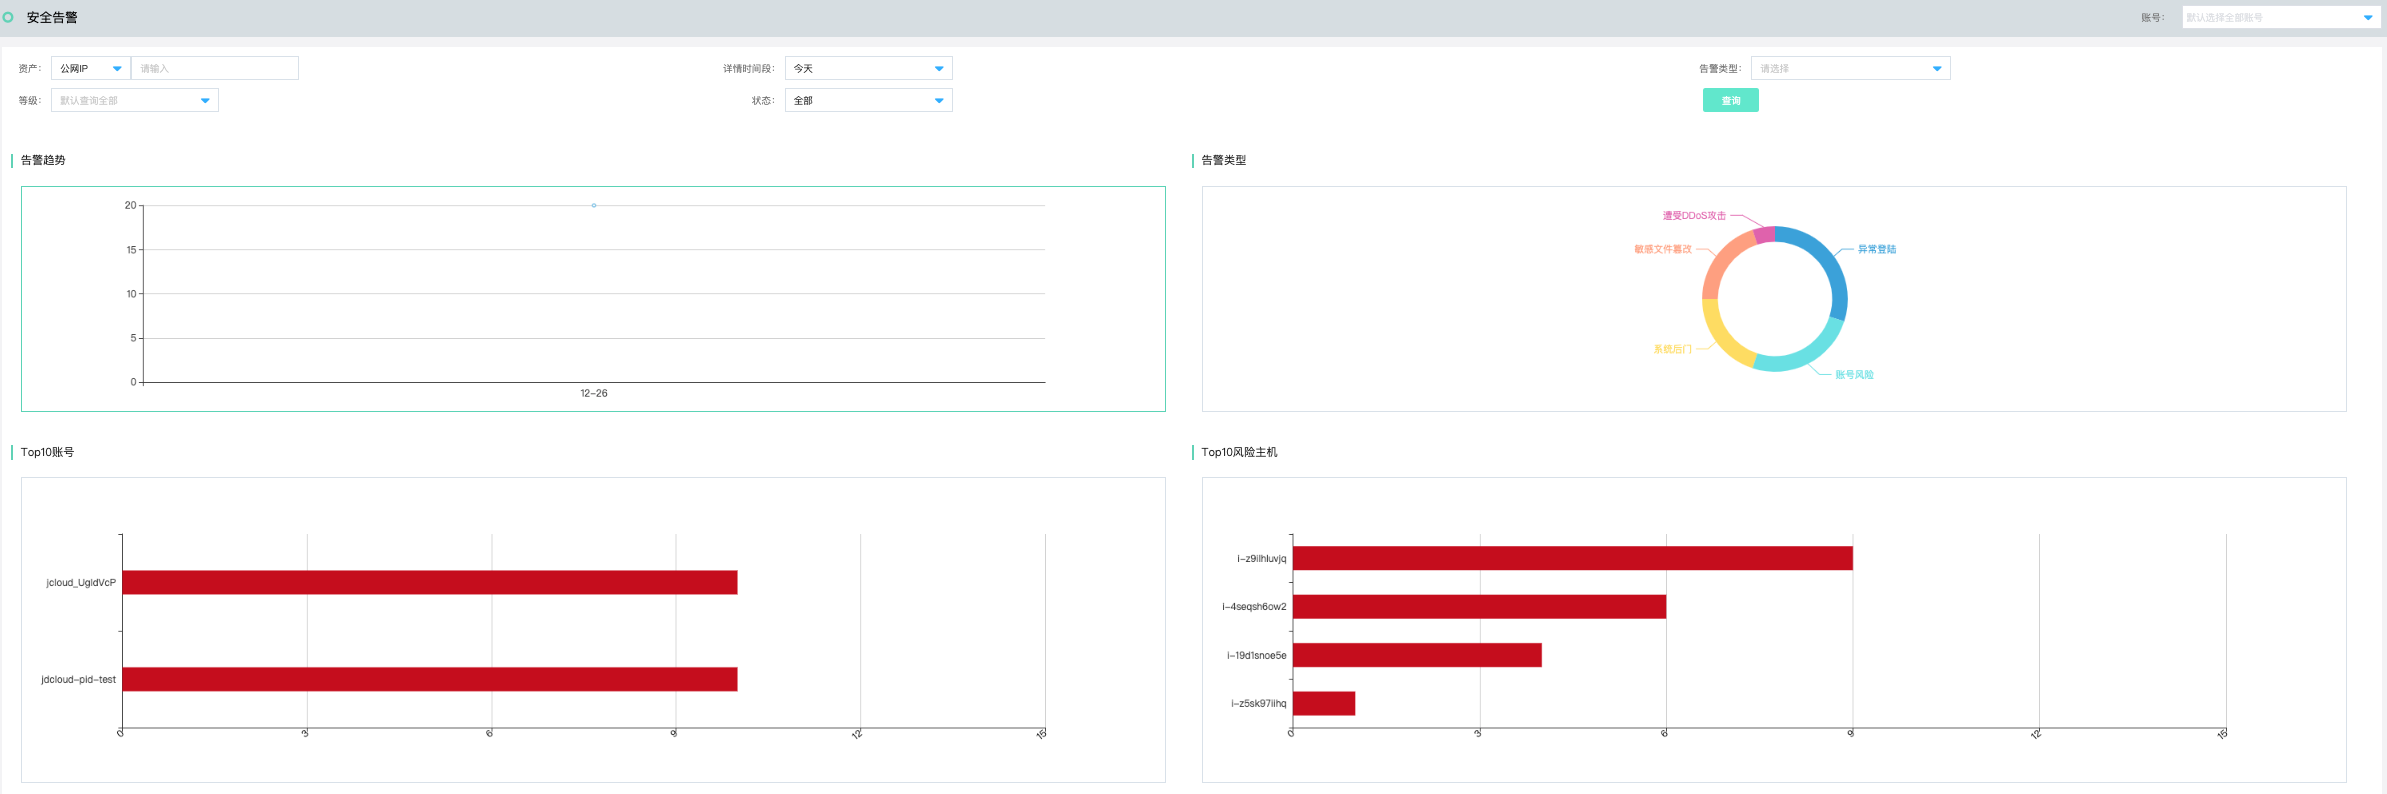 安全告警
账号：
默认选择全部账号
资产：
公网IP
请输入
详情时间段：
今天
告警类型：
请选择
等级：
默认查询全部
状态：
全部
查询
告警趋势
20
15
10
5
0
12-26
告警类型
遭受DDoS攻击
敏感文件篡改
异常登陆
系统后门
账号风险
Top10账号
jcloud_UgldVcP
jdcloud-pid-test
0 3 6 9 12 15
Top10风险主机
i-z9ilhluvjq
i-4seqsh6ow2
i-19d1snoe5e
i-z5sk97iihq
0 3 6 9 12 15